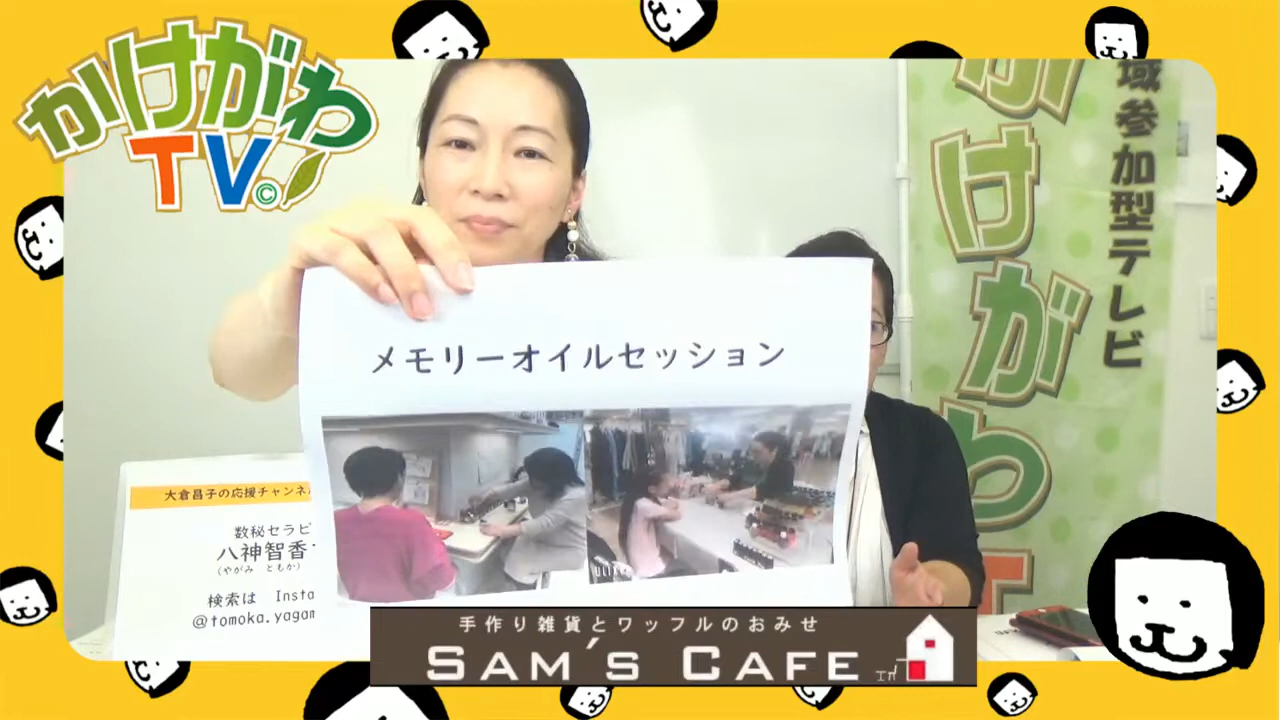 かけがわ
TV©
域参加型テレビ
かけがわT
メモリーオイルセッション
大倉昌子の応援チャンネル
数秘セラピ
八神智香
(やがみ ともか)
検索は Insta
@tomoka.yagam
手作り雑貨とワッフルのおみせ
SAM'S CAFE